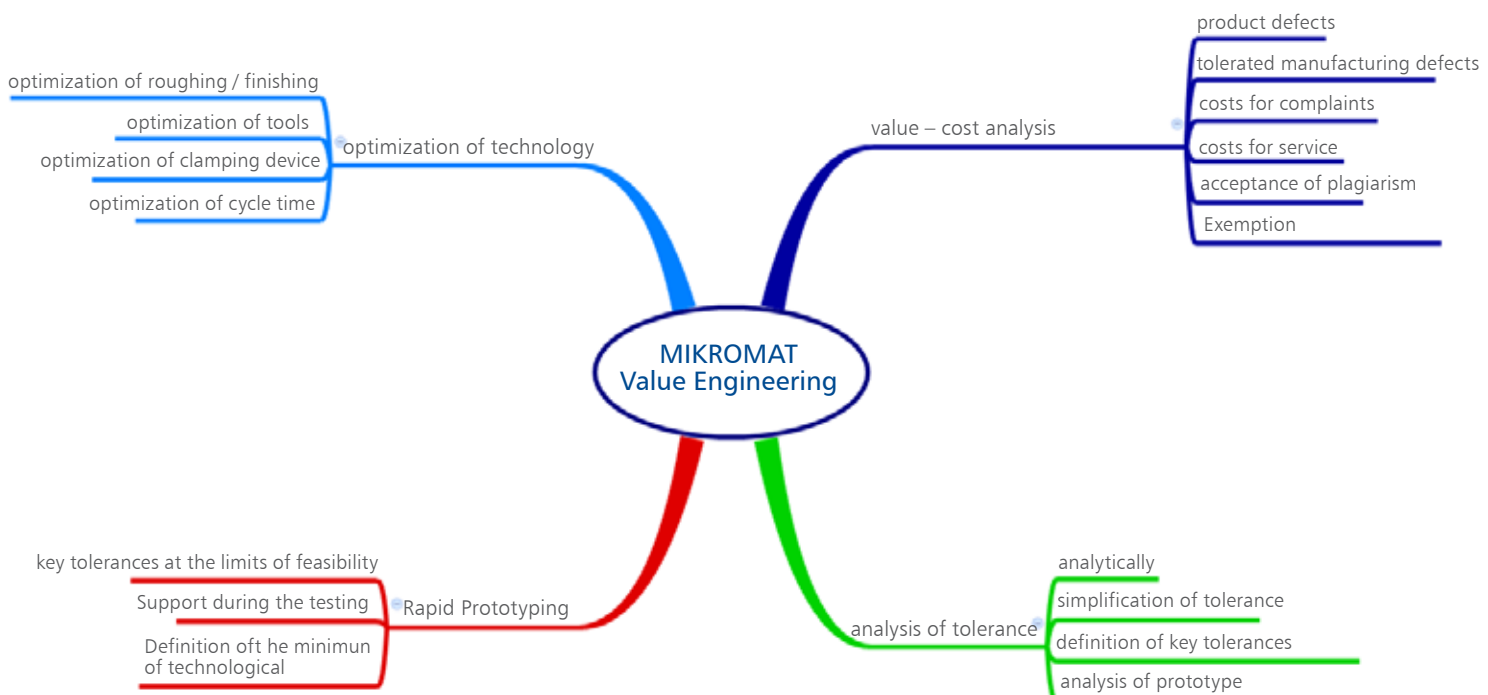 MIKROMAT
Value Engineering
optimization of technology
optimization of roughing / finishing
optimization of tools
optimization of clamping device
optimization of cycle time
value – cost analysis
product defects
tolerated manufacturing defects
costs for complaints
costs for service
acceptance of plagiarism
Exemption
Rapid Prototyping
key tolerances at the limits of feasibility
Support during the testing
Definition oft he minimun
of technological
analysis of tolerance
analytically
simplification of tolerance
definition of key tolerances
analysis of prototype